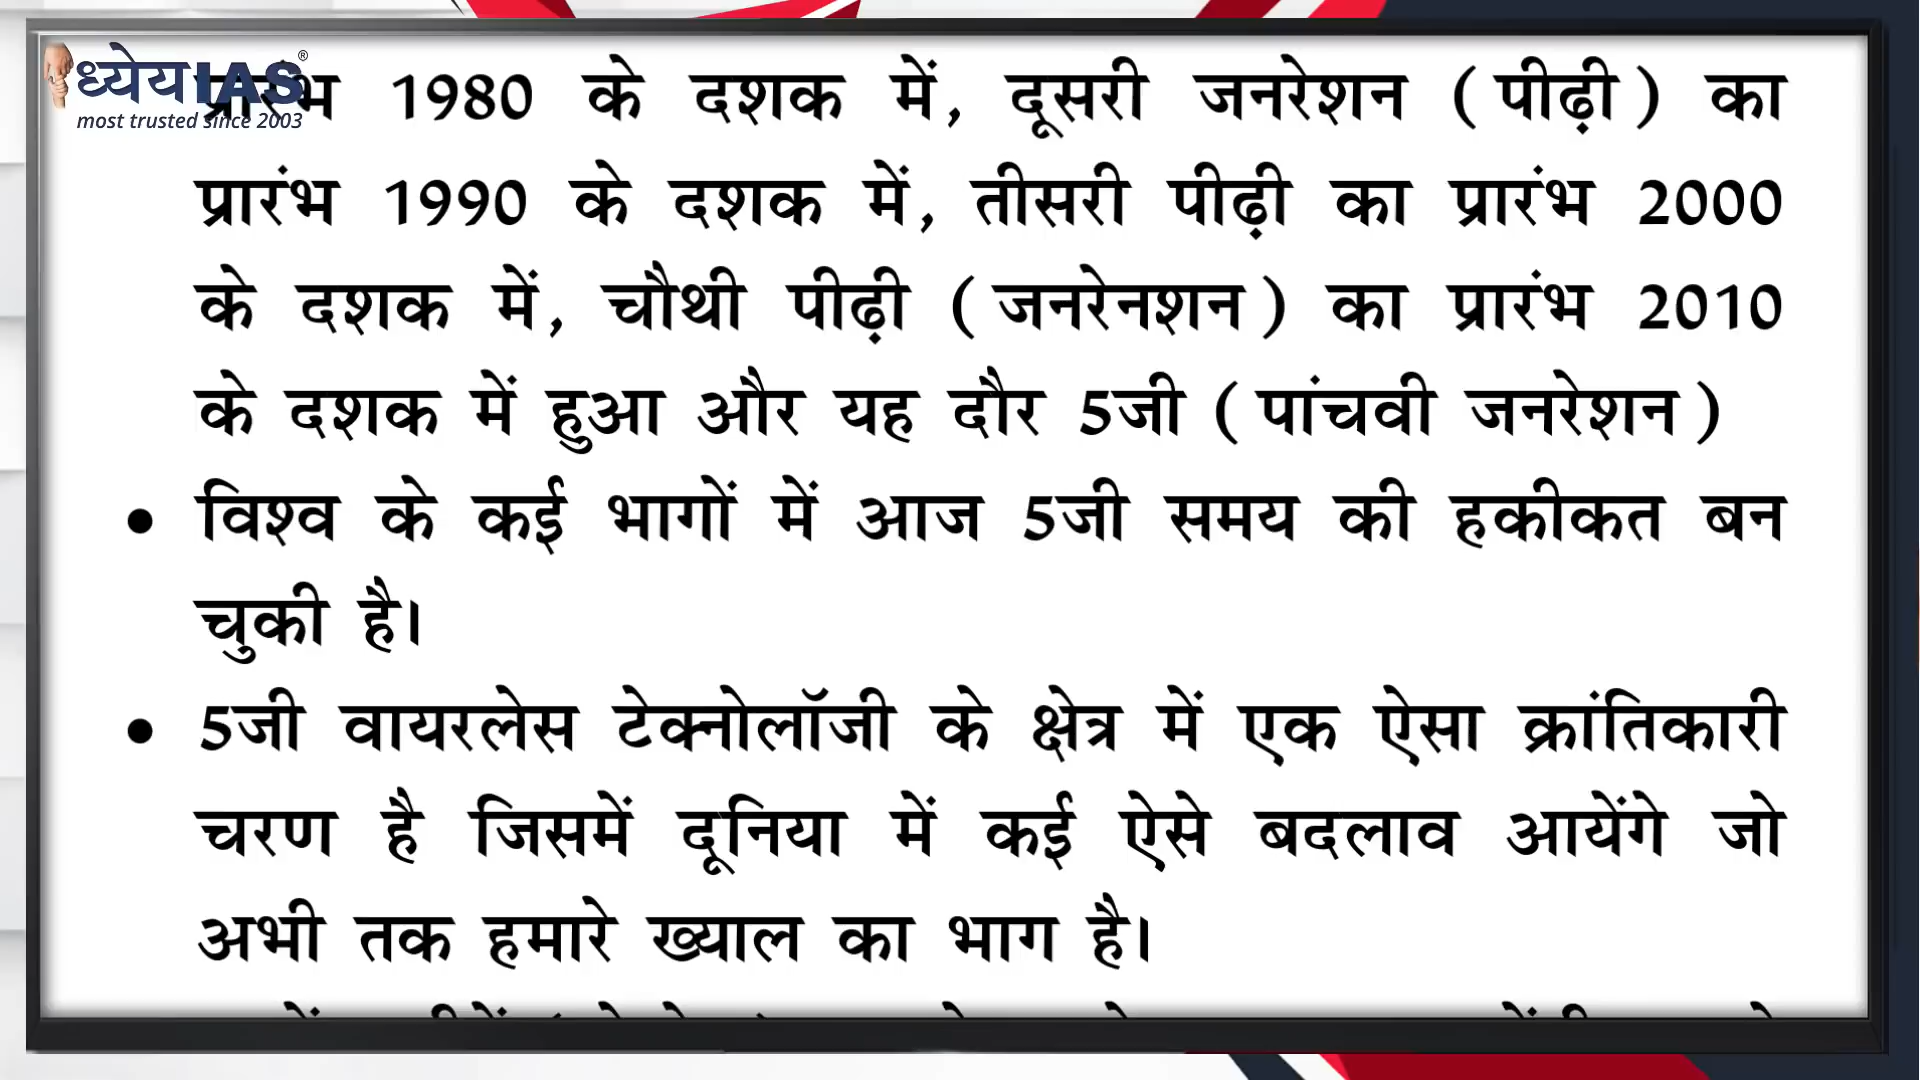 ध्येय IAS®
most trusted since 2003
प्रारंभ 1980 के दशक में, दूसरी जनरेशन (पीढ़ी) का
प्रारंभ 1990 के दशक में, तीसरी पीढ़ी का प्रारंभ 2000
के दशक में, चौथी पीढ़ी (जनरेनशन) का प्रारंभ 2010
के दशक में हुआ और यह दौर 5जी (पांचवी जनरेशन)
• विश्व के कई भागों में आज 5जी समय की हकीकत बन
चुकी है।
• 5जी वायरलेस टेक्नोलॉजी के क्षेत्र में एक ऐसा क्रांतिकारी
चरण है जिसमें दूनिया में कई ऐसे बदलाव आयेंगे जो
अभी तक हमारे ख्याल का भाग है।